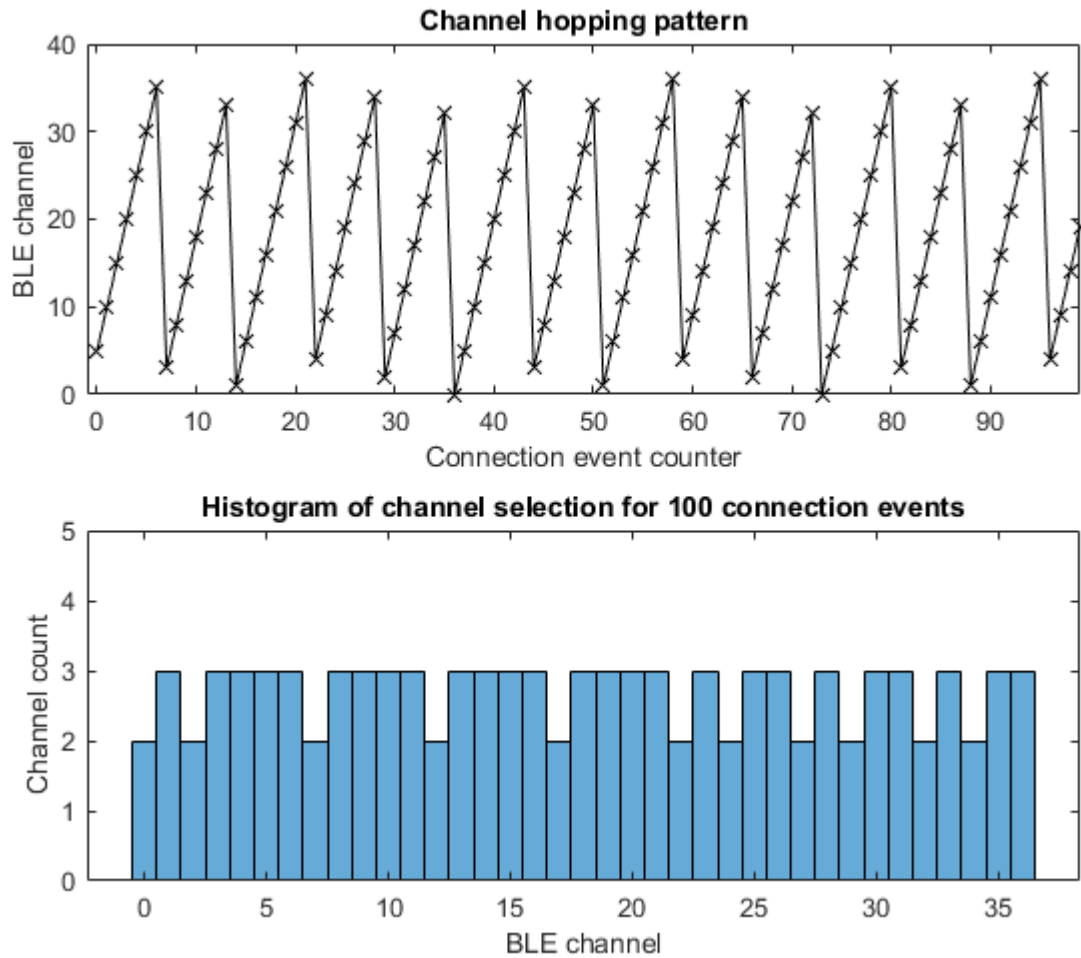 Channel hopping pattern
40
30
20
10
0
BLE channel
0 10 20 30 40 50 60 70 80 90
Connection event counter
Histogram of channel selection for 100 connection events
5
4
3
2
1
0
Channel count
0 5 10 15 20 25 30 35
BLE channel